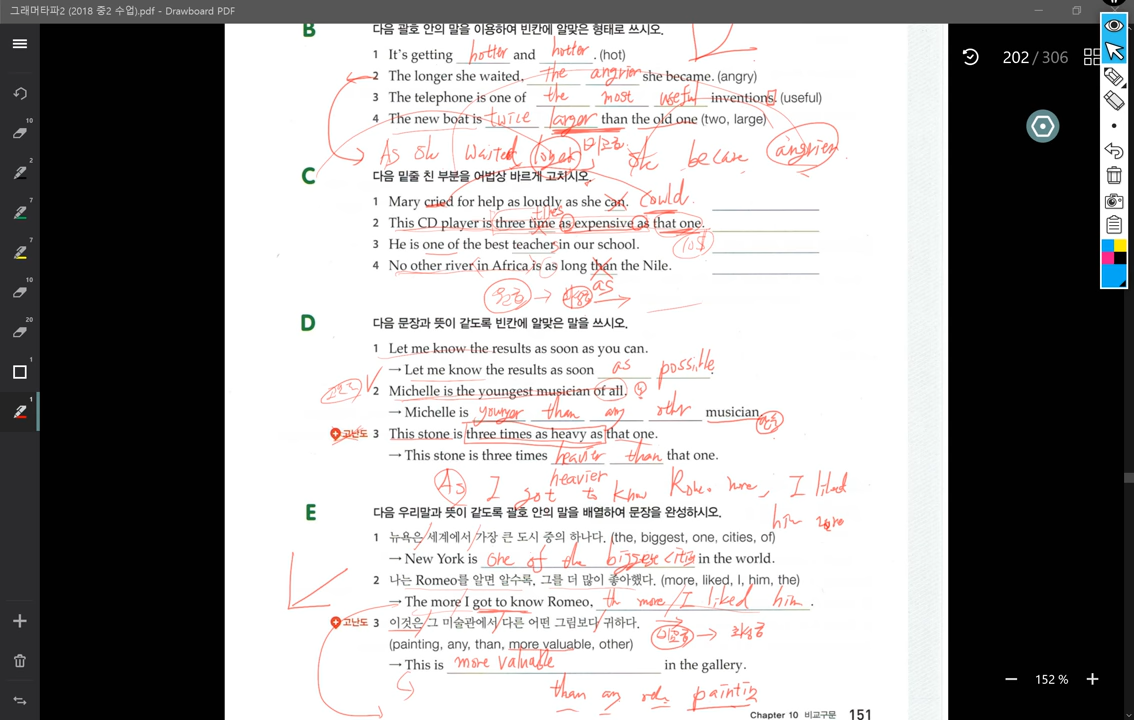 그래머타파2 (2018 중2 수업).pdf - Drawboard PDF
202 / 306
B 다음 괄호 안의 말을 이용하여 빈칸에 알맞은 형태로 쓰시오.
1 It's getting hotter and hotter. (hot)
2 The longer she waited, the angrier she became. (angry)
3 The telephone is one of the most useful inventions. (useful)
4 The new boat is twice larger than the old one (two, large)
As she waited longer 비교급 she became angrier
C 다음 밑줄 친 부분을 어법상 바르게 고치시오.
1 Mary cried for help as loudly as she can. could
times
2 This CD player is three time as expensive as that one.
10$
3 He is one of the best teachers in our school.
4 No other river in Africa is as long than the Nile.
as
D 다음 문장과 뜻이 같도록 빈칸에 알맞은 말을 쓰시오.
1 Let me know the results as soon as you can.
→ Let me know the results as soon as possible.
2 Michelle is the youngest musician of all.
→ Michelle is younger than any other musician
고난도 3 This stone is three times as heavy as that one.
→ This stone is three times heavier than that one.
heavier
As I got to know Rome. more, I liked
him more
E 다음 우리말과 뜻이 같도록 괄호 안의 말을 배열하여 문장을 완성하시오.
1 뉴욕은 세계에서 가장 큰 도시 중의 하나다. (the, biggest, one, cities, of)
→ New York is one of the biggest cities in the world.
2 나는 Romeo를 알면 알수록, 그를 더 많이 좋아했다. (more, liked, I, him, the)
→ The more I got to know Romeo, th more I liked him.
고난도 3 이것은 그 미술관에서 다른 어떤 그림보다 귀하다. 비교급 → 최상급
(painting, any, than, more valuable, other)
→ This is more valuable in the gallery.
than any other painting
Chapter 10 비교구문 151
10
2
7
7
10
20
1
1
152 %